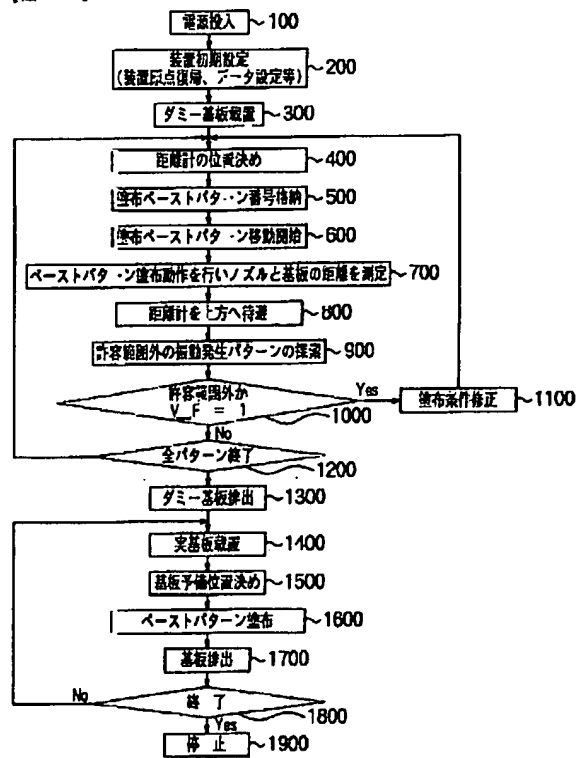 電源投入 100
装置初期設定
(装置原点復帰、データ設定等) 200
ダミー基板載置 300
距離計の位置決め 400
塗布ペーストパターン番号格納 500
塗布ペーストパターン移動開始 600
ペーストパターン塗布動作を行いノズルと基板の距離を測定 700
距離計を上方へ待避 800
許容範囲外の振動発生パターンの探索 900
許容範囲外か
V_F = 1
1000
Yes
塗布条件修正 1100
No
全パターン終了
1200
ダミー基板排出 1300
実基板載置 1400
基板予備位置決め 1500
ペーストパターン塗布 1600
基板排出 1700
No
終了
1800
Yes
停止 1900